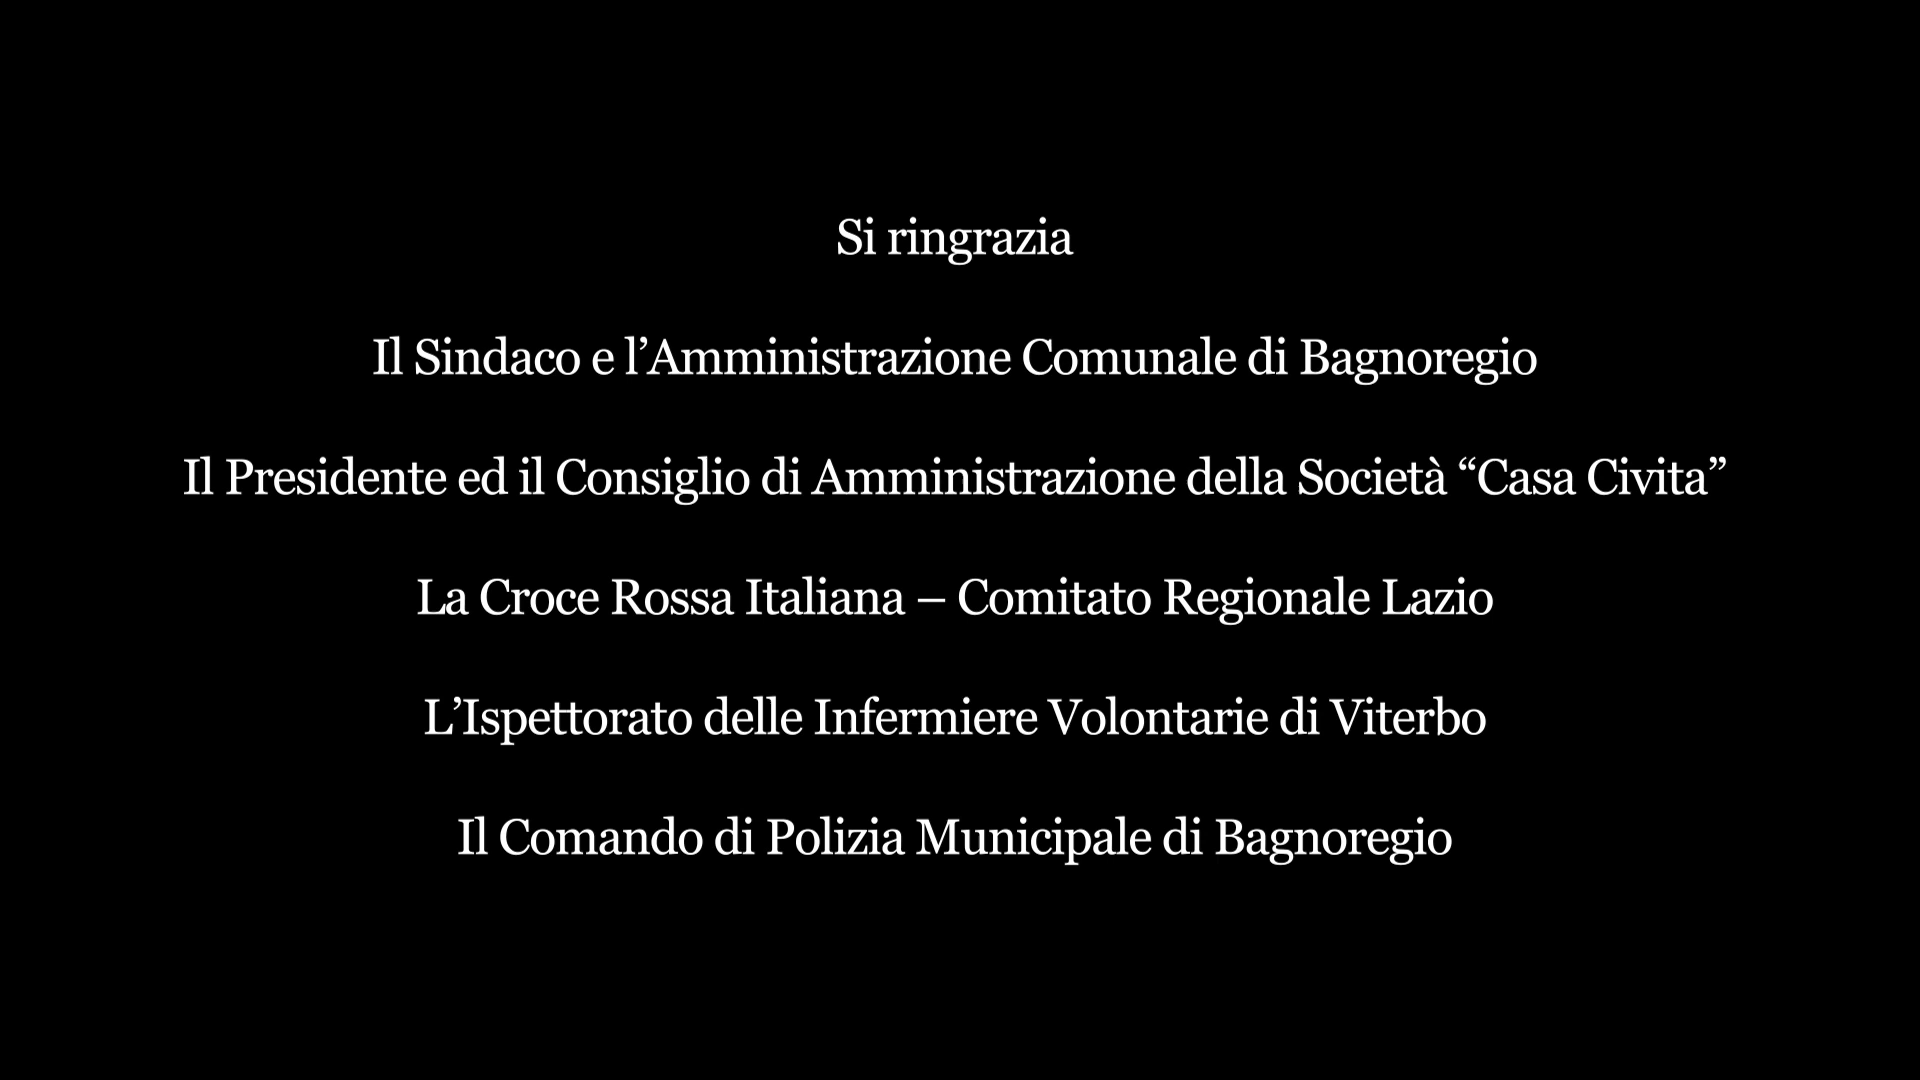 Si ringrazia
Il Sindaco e l’Amministrazione Comunale di Bagnoregio
Il Presidente ed il Consiglio di Amministrazione della Società “Casa Civita”
La Croce Rossa Italiana – Comitato Regionale Lazio
L’Ispettorato delle Infermiere Volontarie di Viterbo
Il Comando di Polizia Municipale di Bagnoregio